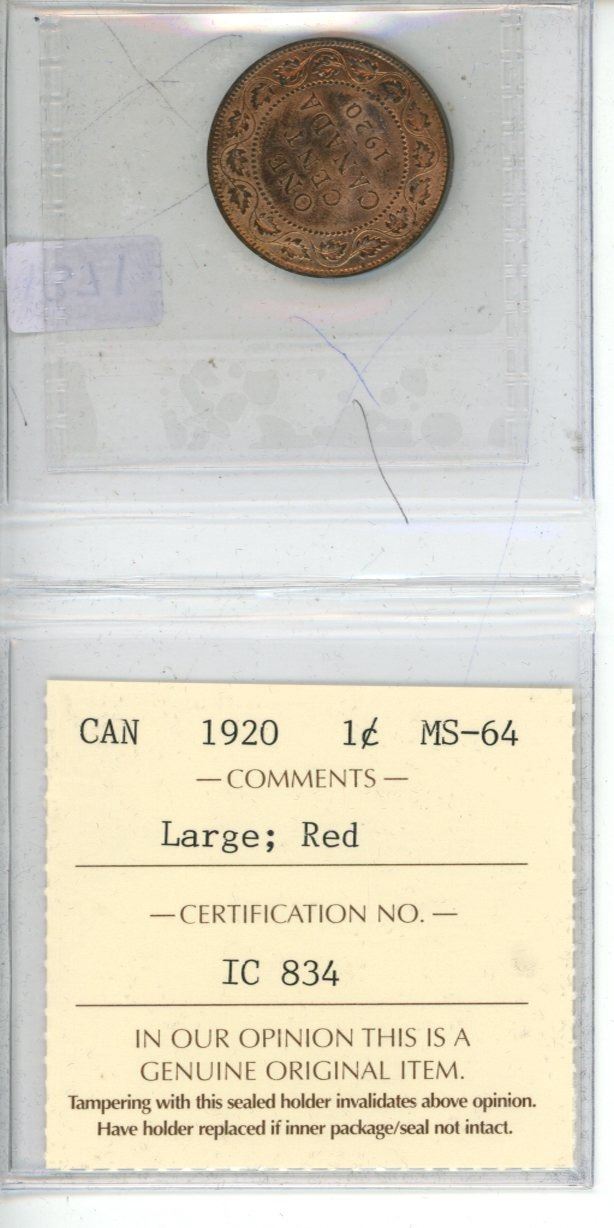 ONE
CENT
CANADA
1920
CAN 1920 1¢ MS-64
— COMMENTS —
Large; Red
— CERTIFICATION NO. —
IC 834
IN OUR OPINION THIS IS A
GENUINE ORIGINAL ITEM.
Tampering with this sealed holder invalidates above opinion.
Have holder replaced if inner package/seal not intact.